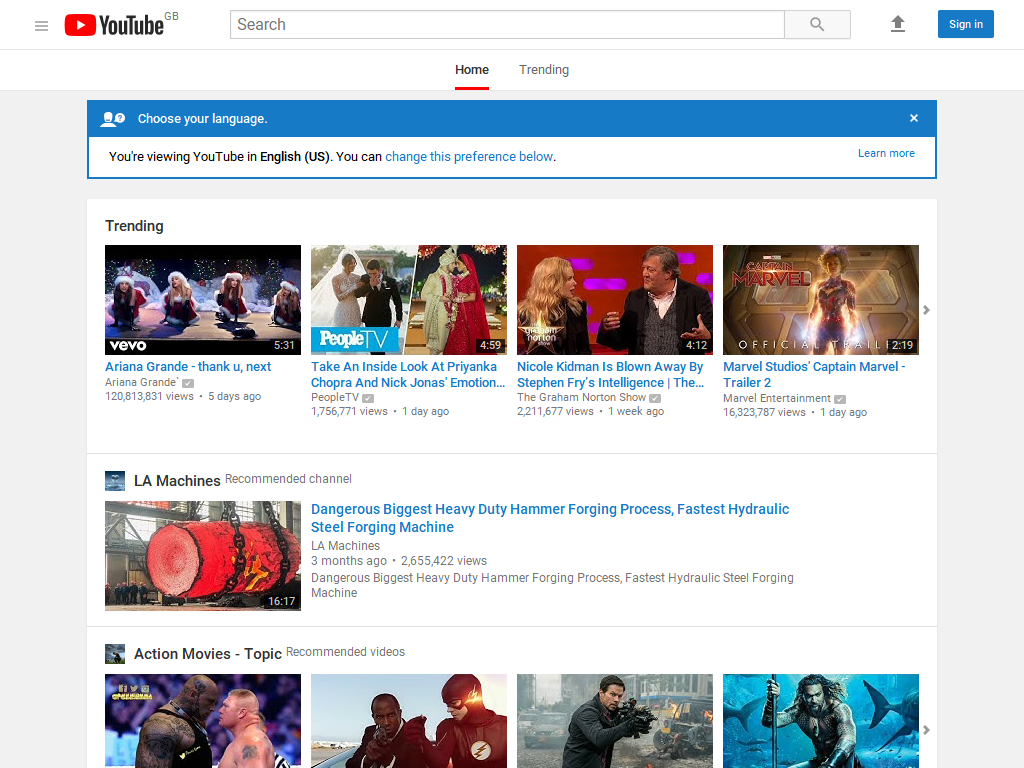 YouTube GB
Search
Sign in
Home
Trending
Choose your language.
×
You're viewing YouTube in English (US). You can change this preference below.
Learn more
Trending
vevo
5:31
PeopleTV
4:59
graham norton show
4:12
MARVEL STUDIOS
CAPTAIN MARVEL
OFFICIAL TRAILE
2:19
Ariana Grande - thank u, next
Ariana Grande`
120,813,831 views • 5 days ago
Take An Inside Look At Priyanka
Chopra And Nick Jonas' Emotion...
PeopleTV
1,756,771 views • 1 day ago
Nicole Kidman Is Blown Away By
Stephen Fry's Intelligence | The...
The Graham Norton Show
2,211,677 views • 1 week ago
Marvel Studios' Captain Marvel -
Trailer 2
Marvel Entertainment
16,323,787 views • 1 day ago
LA Machines Recommended channel
16:17
Dangerous Biggest Heavy Duty Hammer Forging Process, Fastest Hydraulic
Steel Forging Machine
LA Machines
3 months ago • 2,655,422 views
Dangerous Biggest Heavy Duty Hammer Forging Process, Fastest Hydraulic Steel Forging
Machine
Action Movies - Topic Recommended videos